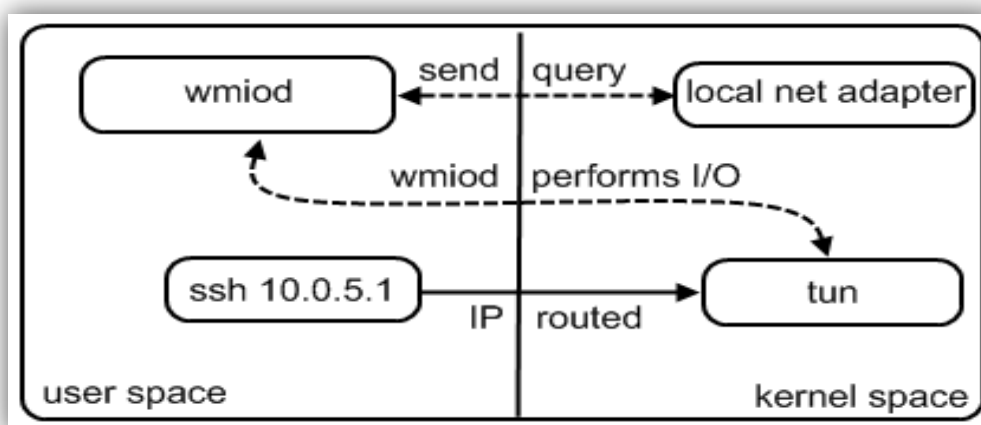 send query
wmiod
local net adapter
wmiod performs I/O
ssh 10.0.5.1
tun
IP routed
user space
kernel space